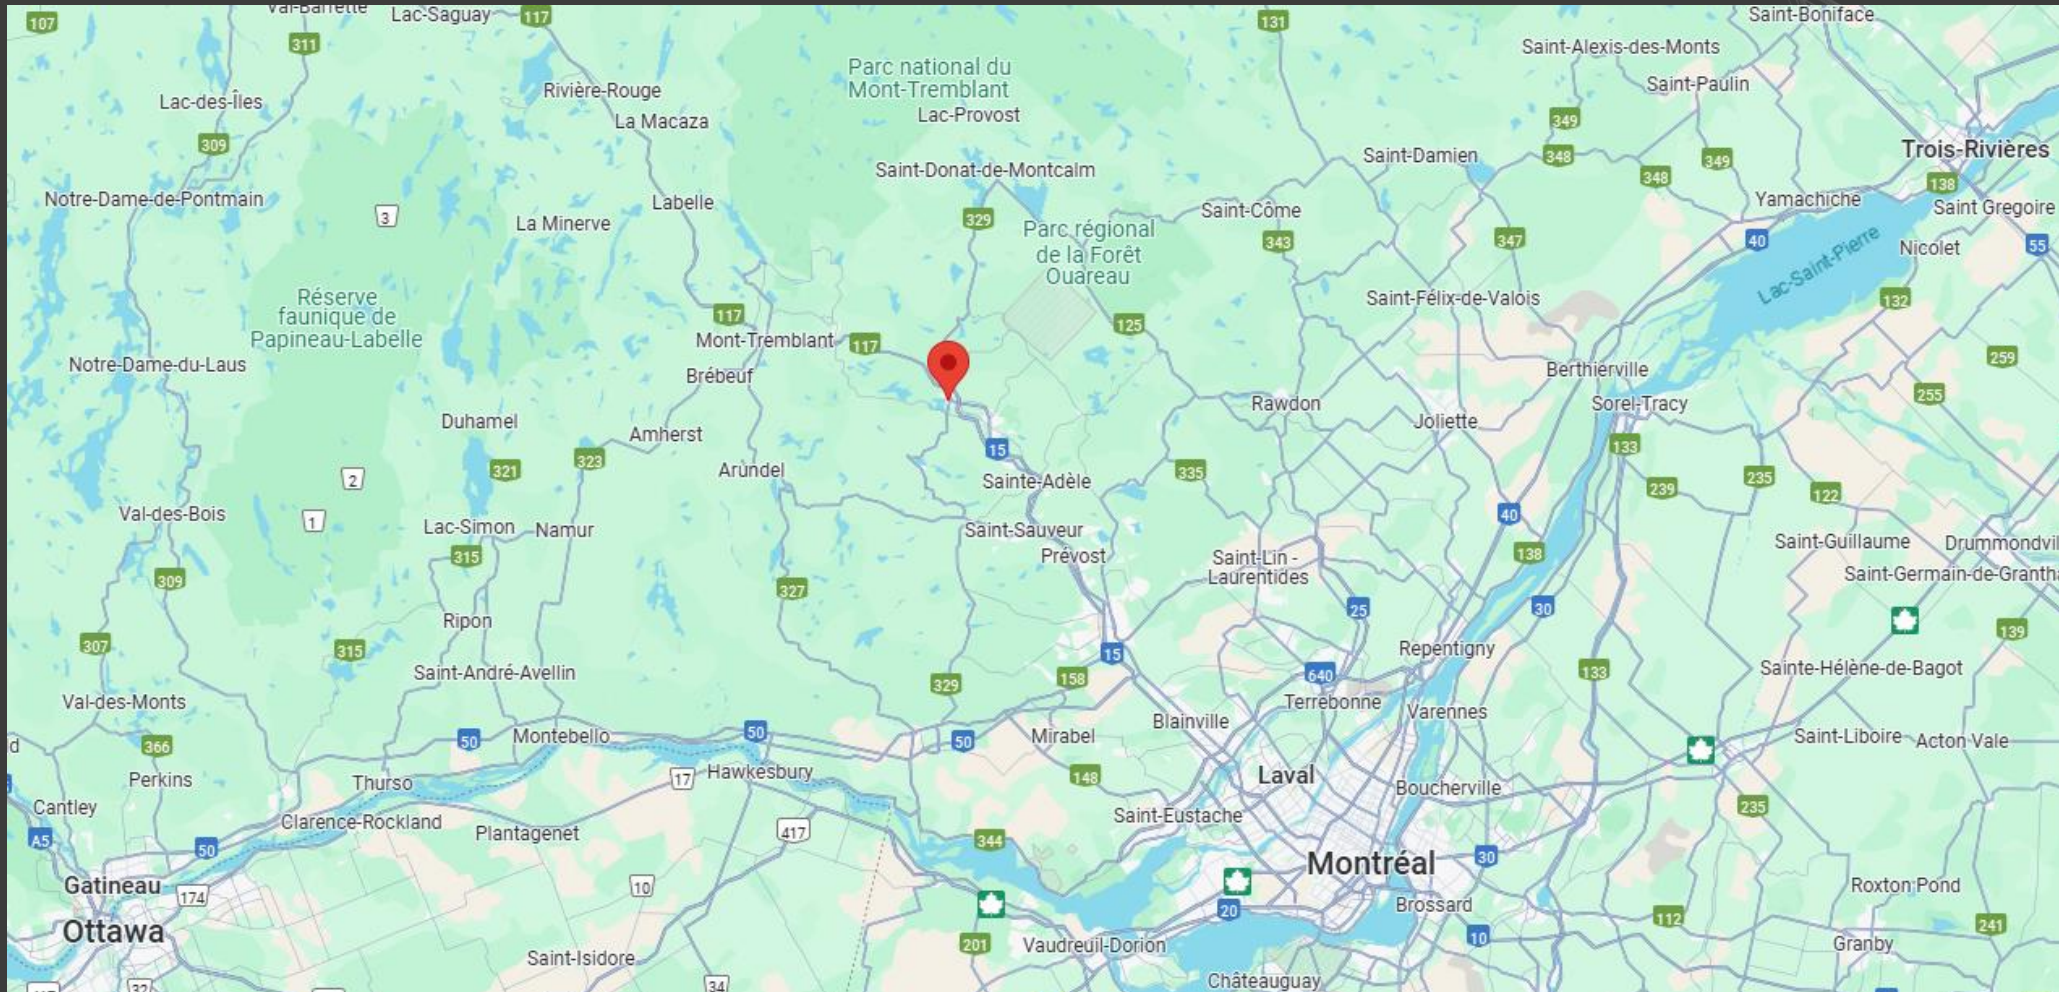 107
Lac-Saguay
117
131
Saint-Boniface
311
Saint-Alexis-des-Monts
Parc national du
Mont-Tremblant
Saint-Paulin
Lac-des-Îles
Rivière-Rouge
Lac-Provost
La Macaza
349
309
Trois-Rivières
Saint-Damien
348
349
Saint-Donat-de-Montcalm
348
138
Notre-Dame-de-Pontmain
Labelle
Yamachiche
Saint Gregoire
3
La Minerve
329
Saint-Côme
Parc régional
de la Forêt
Ouareau
343
347
40
Lac-Saint-Pierre
Nicolet
55
Réserve
faunique de
Papineau-Labelle
Saint-Félix-de-Valois
132
117
125
Mont-Tremblant
117
Notre-Dame-du-Laus
Brébeuf
Berthierville
259
255
Rawdon
Sorel-Tracy
Duhamel
Amherst
Joliette
133
15
323
321
Arundel
335
2
Sainte-Adèle
239
235
122
Val-des-Bois
1
40
Lac-Simon
Namur
Saint-Sauveur
Saint-Guillaume
Drummondvil
315
Prévost
Saint-Lin -
Laurentides
138
309
Saint-Germain-de-Grantha
327
25
30
Ripon
139
307
315
15
Repentigny
Saint-André-Avellin
640
133
Sainte-Hélène-de-Bagot
329
158
Val-des-Monts
Terrebonne
Varennes
Blainville
50
Montebello
50
50
Mirabel
Saint-Liboire
Acton Vale
366
Perkins
Thurso
17
Hawkesbury
148
Laval
Boucherville
Cantley
235
Clarence-Rockland
Plantagenet
417
Saint-Eustache
A5
50
344
30
Montréal
Gatineau
174
10
Roxton Pond
20
Brossard
112
Ottawa
201
Vaudreuil-Dorion
10
241
Granby
Saint-Isidore
34
Châteauguay